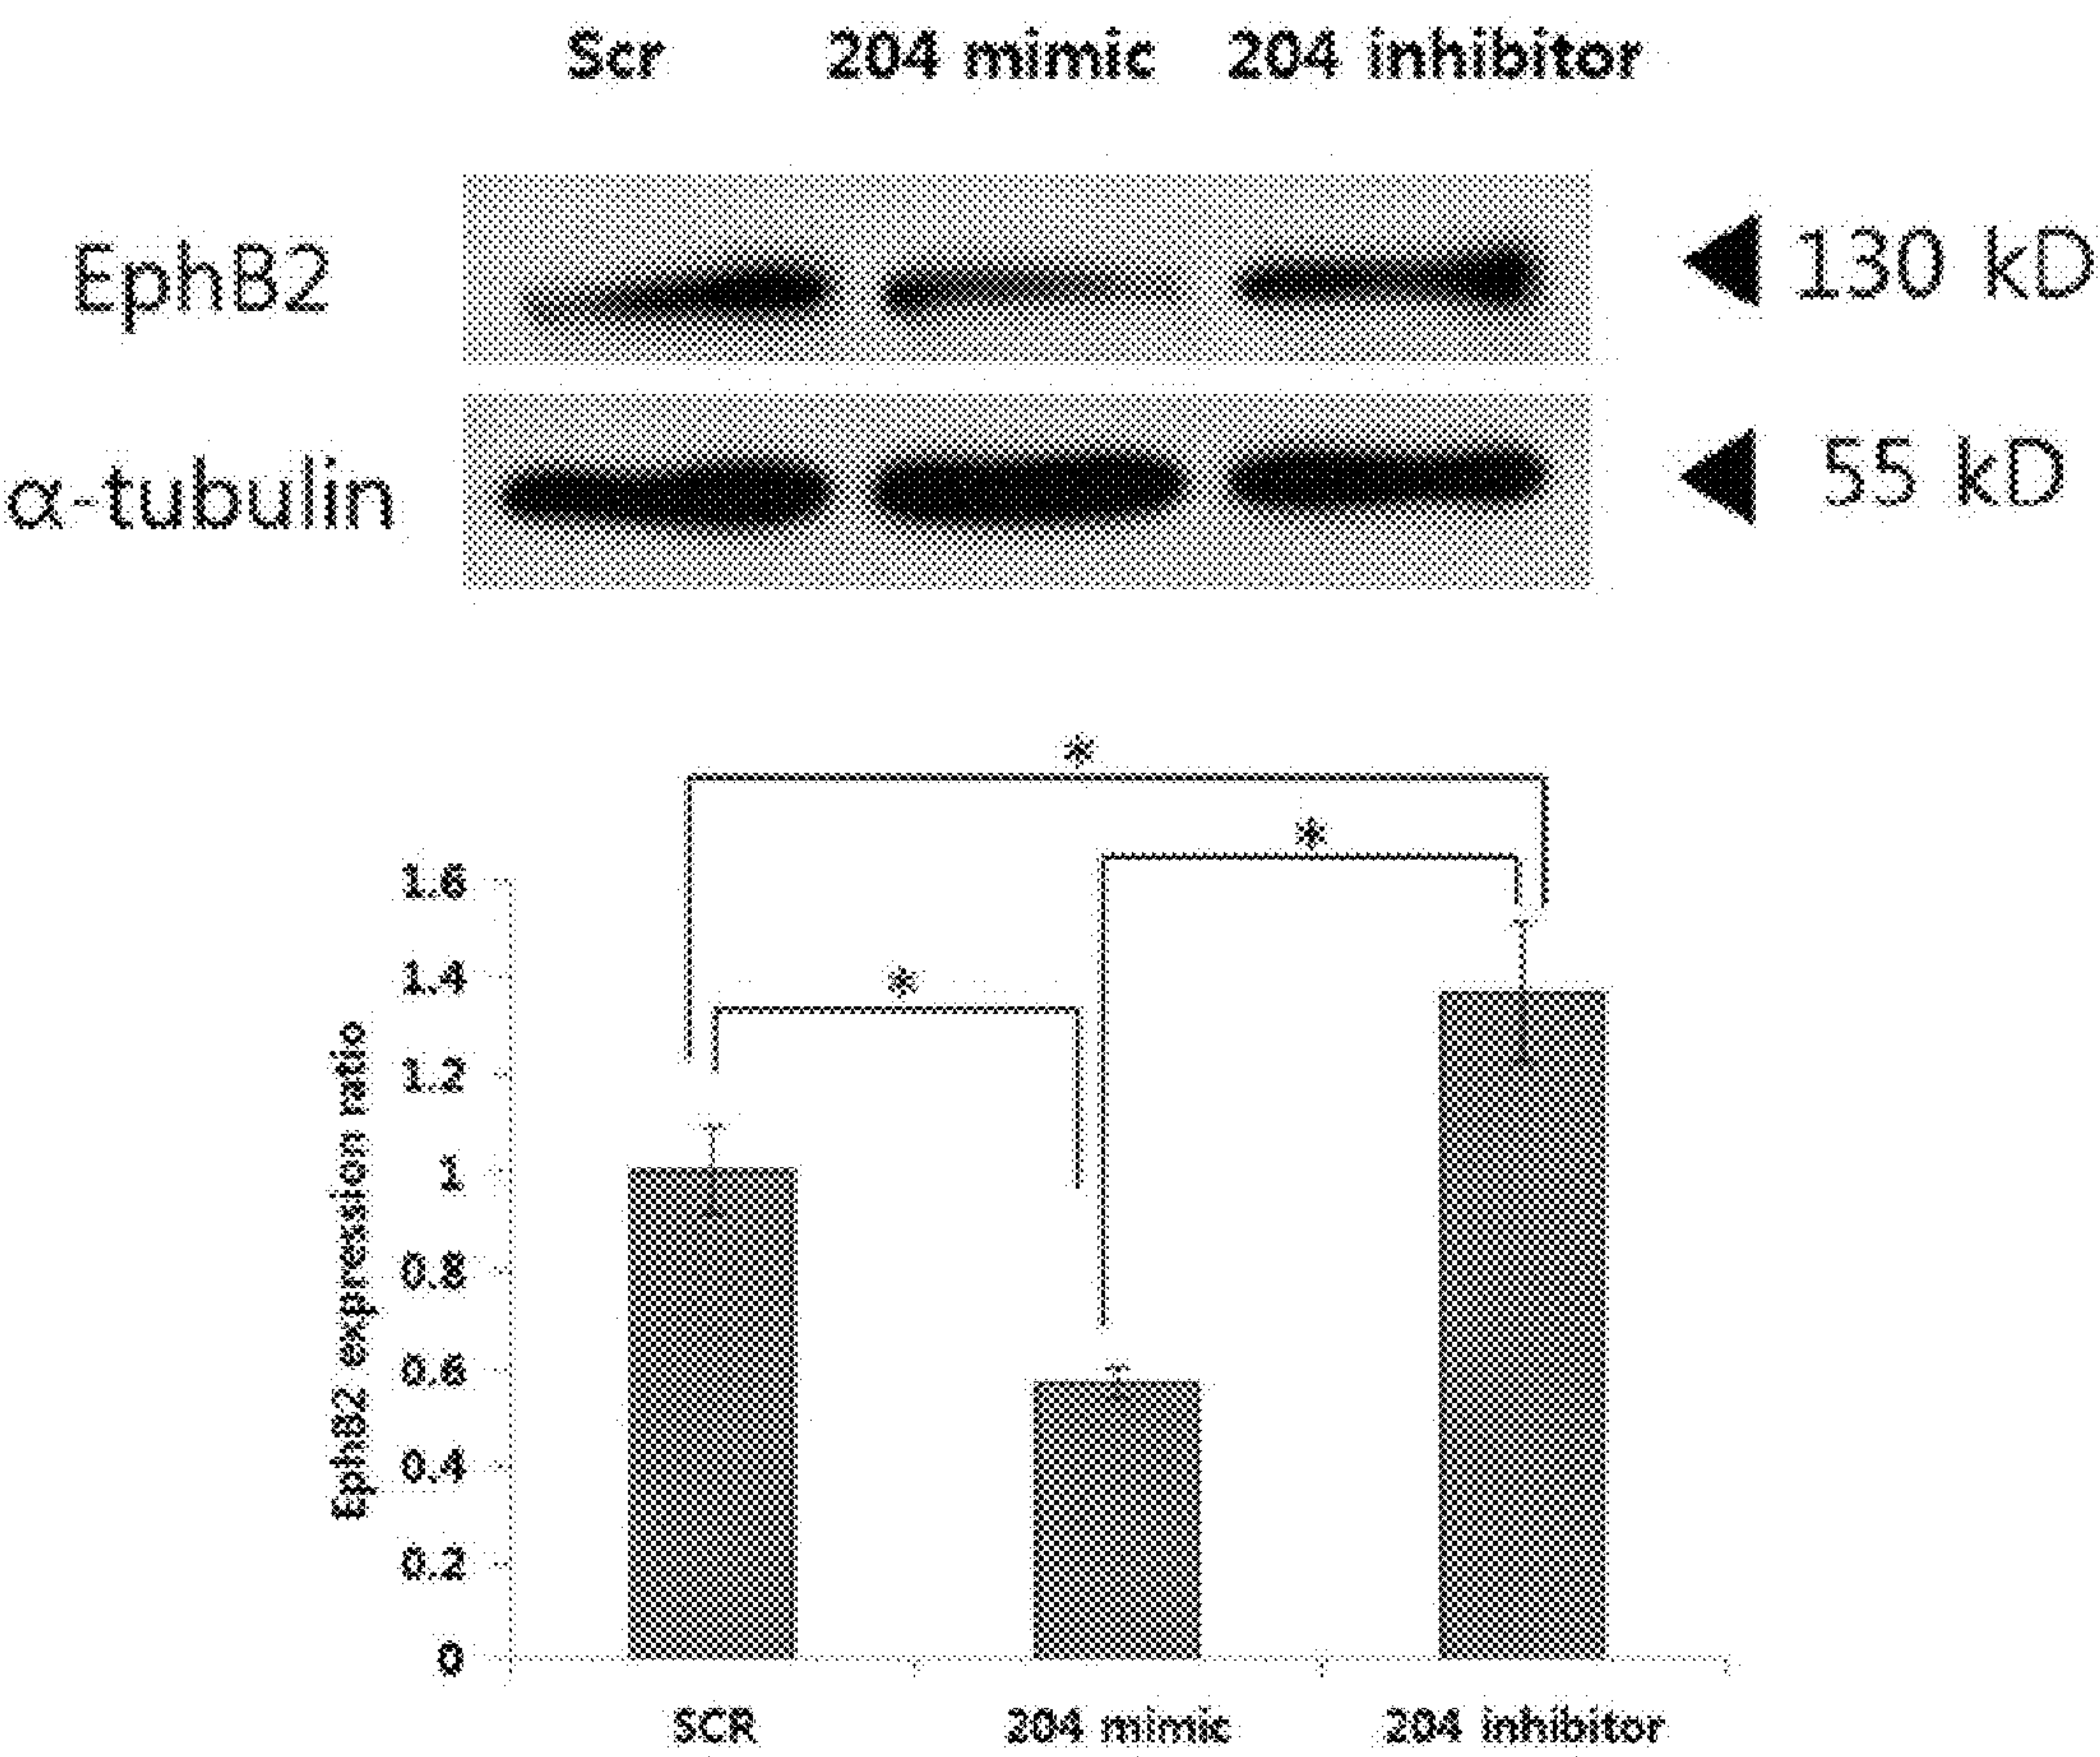 Scr 204 mimic 204 inhibitor
EphB2 130 kD
α-tubulin 55 kD
*
*
*
1.6
1.4
1.2
1
0.8
0.6
0.4
0.2
0
EphB2 expression ratio
SCR 204 mimic 204 inhibitor